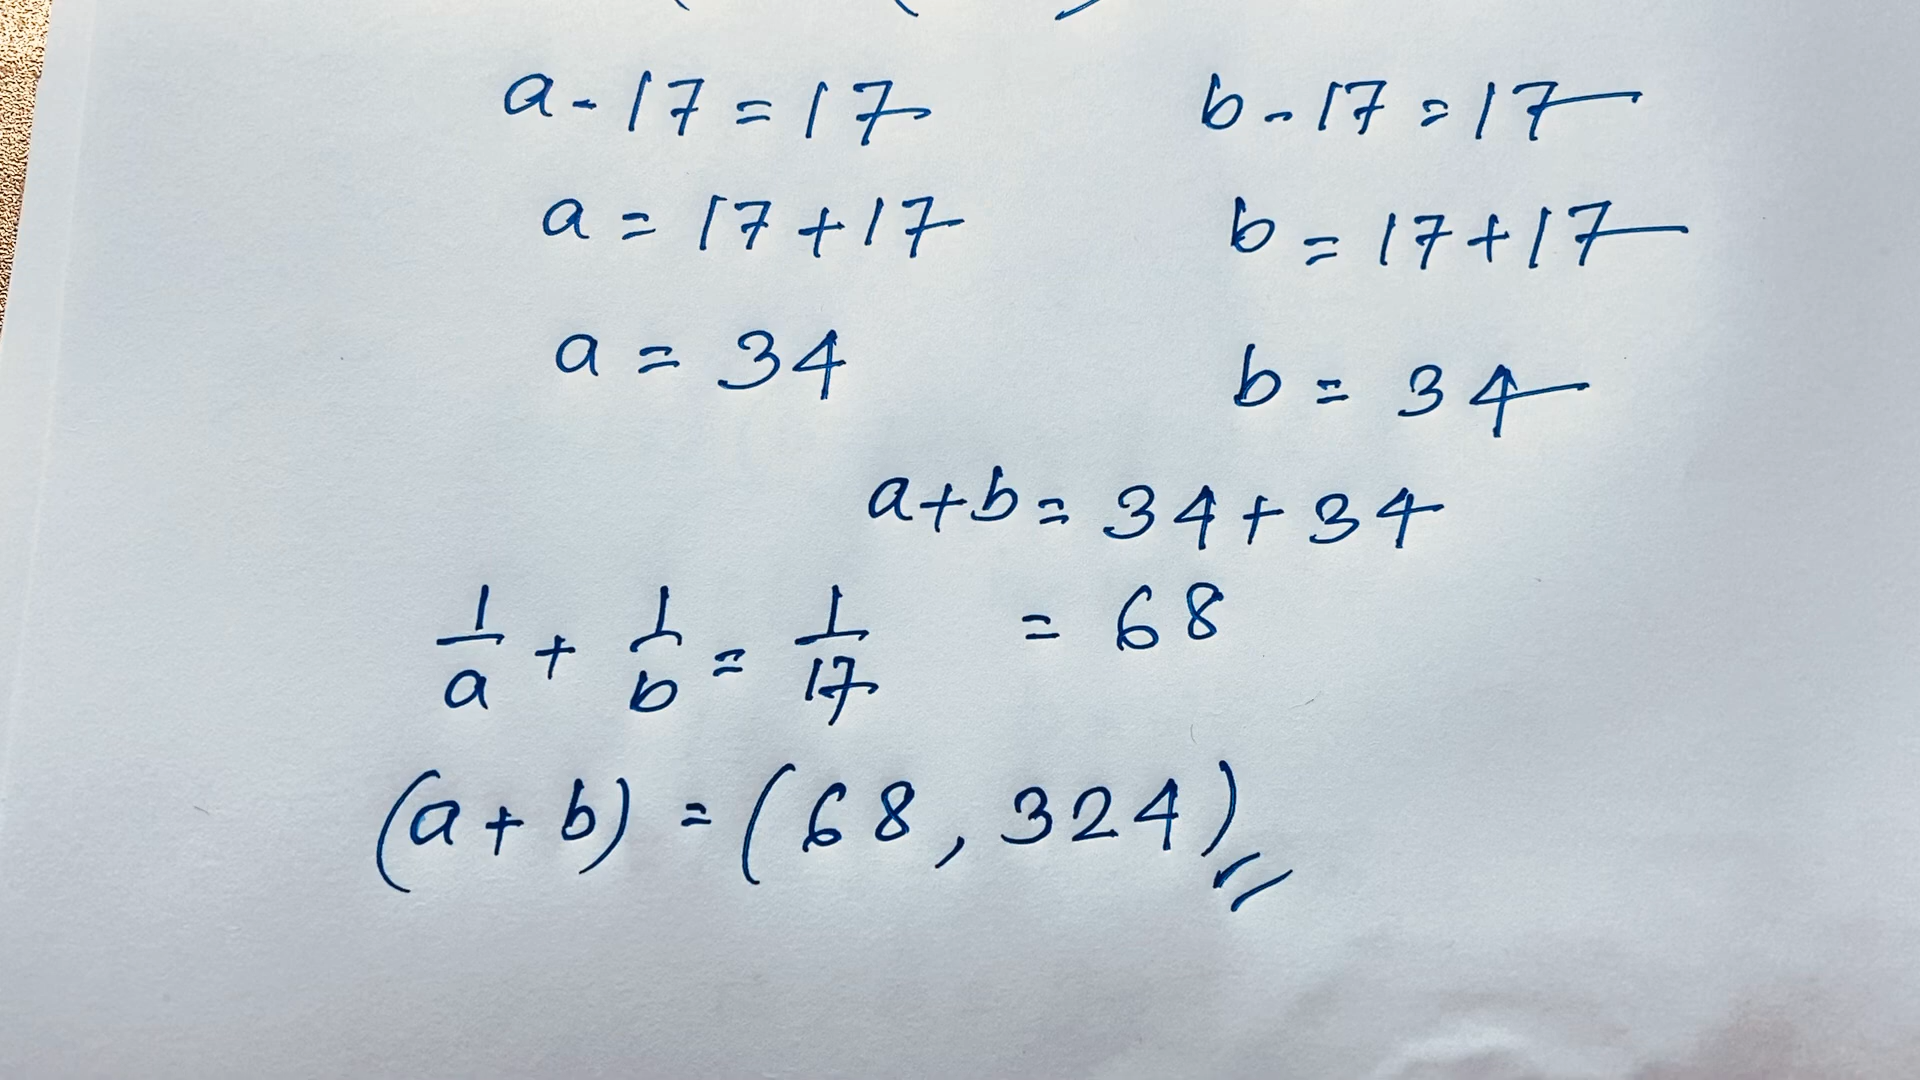 a - 17 = 17
b - 17 = 17
a = 17 + 17
b = 17 + 17
a = 34
b = 34
a + b = 34 + 34
= 68
1/a + 1/b = 1/17
(a + b) = (68, 324)